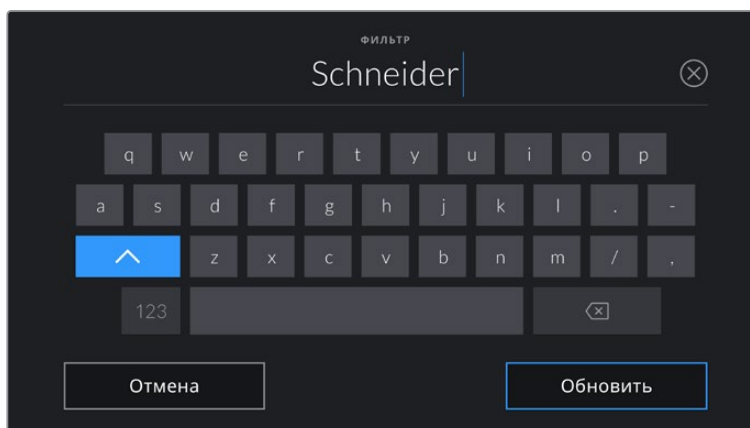 ФИЛЬТР
Schneider
q w e r t y u i o p
a s d f g h j k l . -
z x c v b n m / ,
123
Отмена Обновить